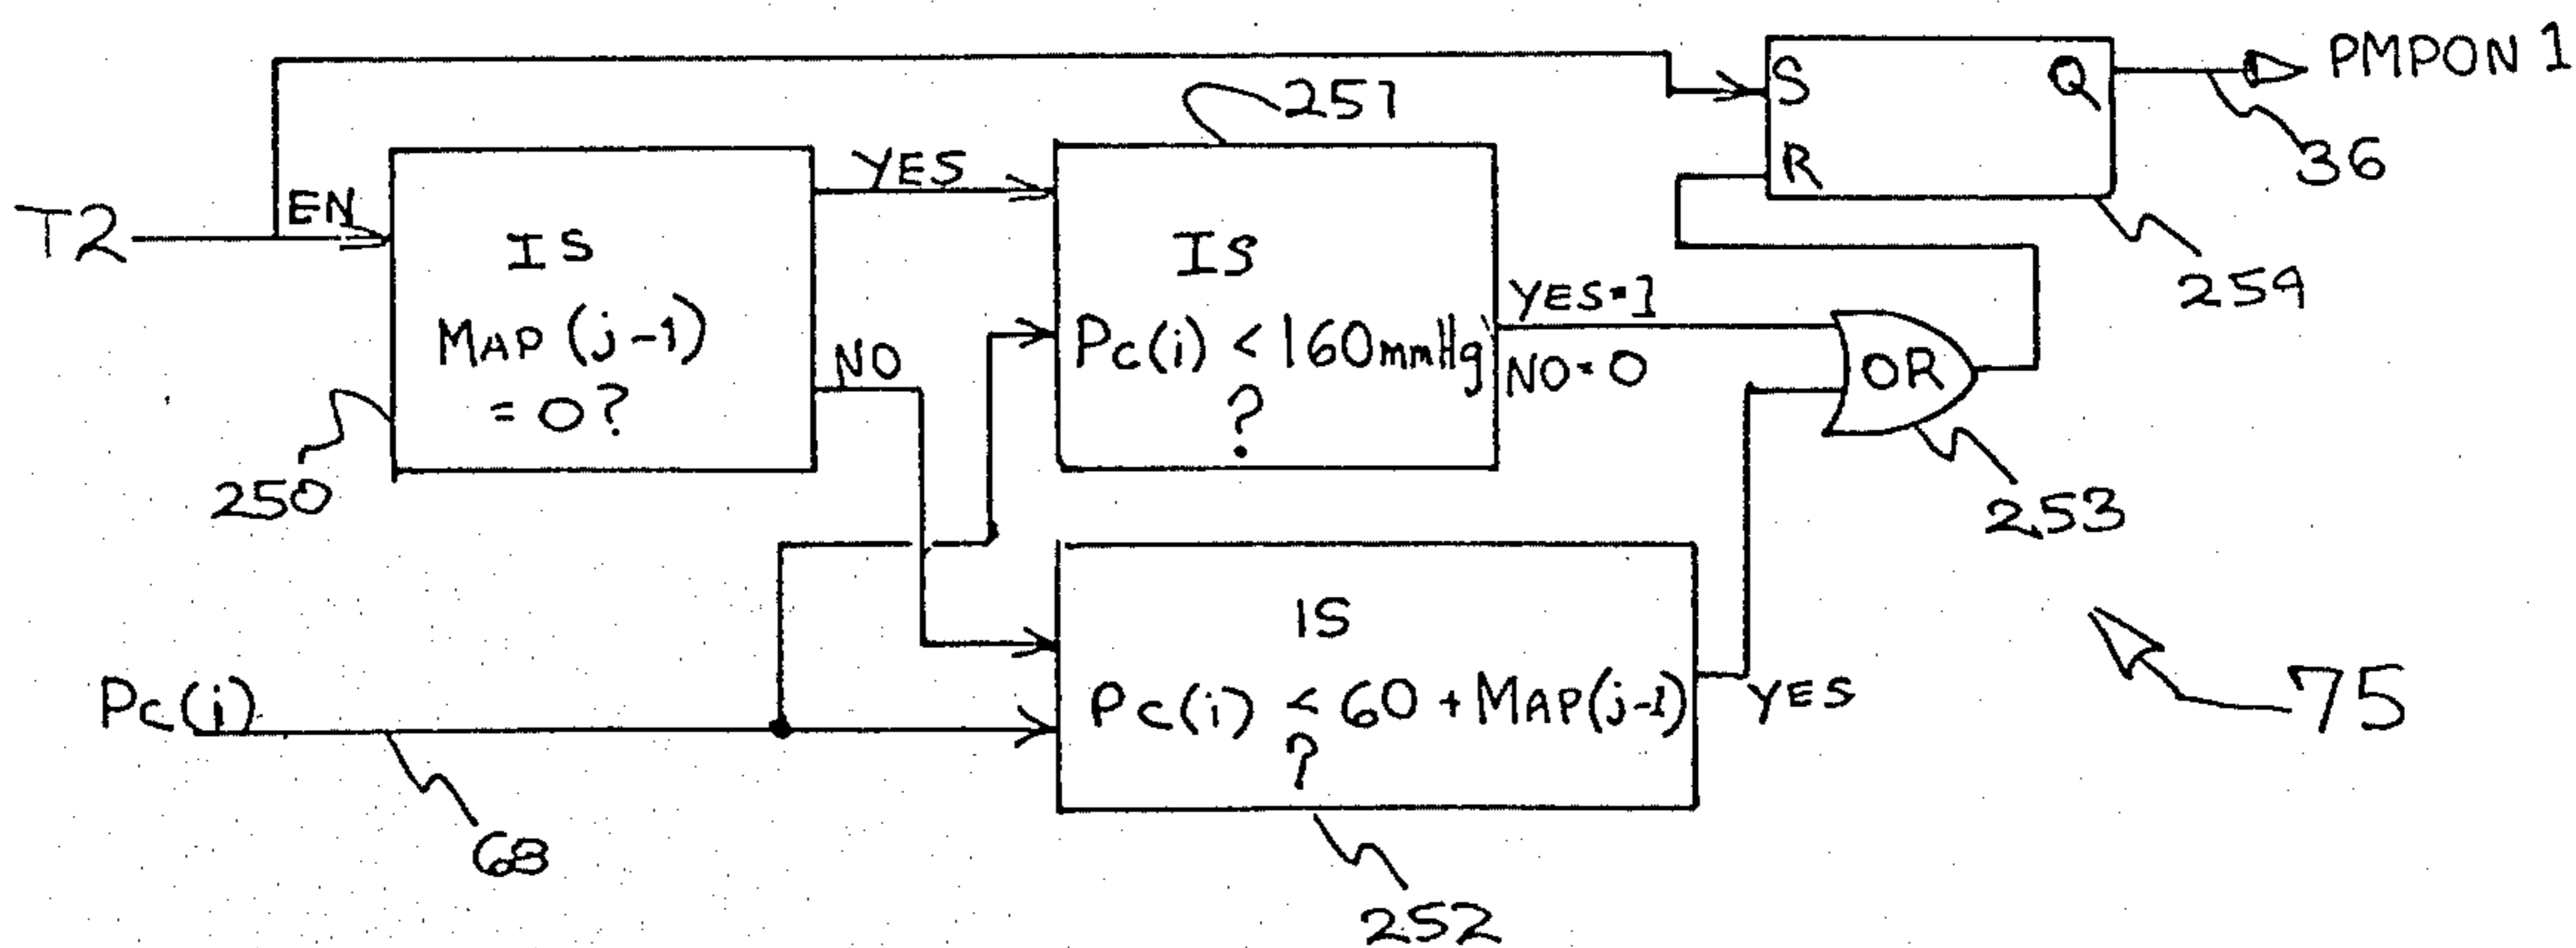 S
Q
PMPON 1
R
36
254
251
T2
EN
IS
MAP (j-1)
= 0?
YES
NO
250
IS
Pc(i) < 160mmHg
?
YES=1
NO=0
OR
253
Pc(i)
68
IS
Pc(i) < 60 + MAP(j-1)
?
YES
252
75